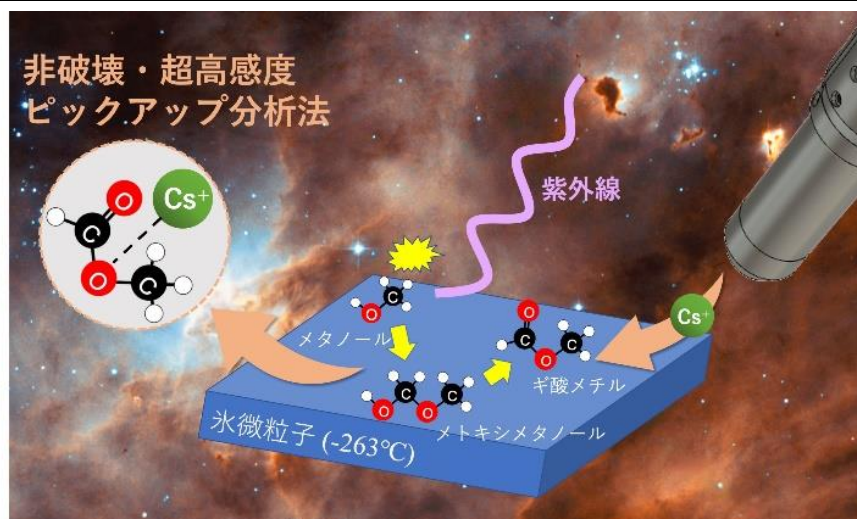 非破壊・超高感度
ピックアップ分析法
Cs⁺
O
C
O
C
紫外線
C
O
メタノール
O
C
O
C
Cs⁺
ギ酸メチル
C
C
O
O
メトキシメタノール
氷微粒子 (-263℃)